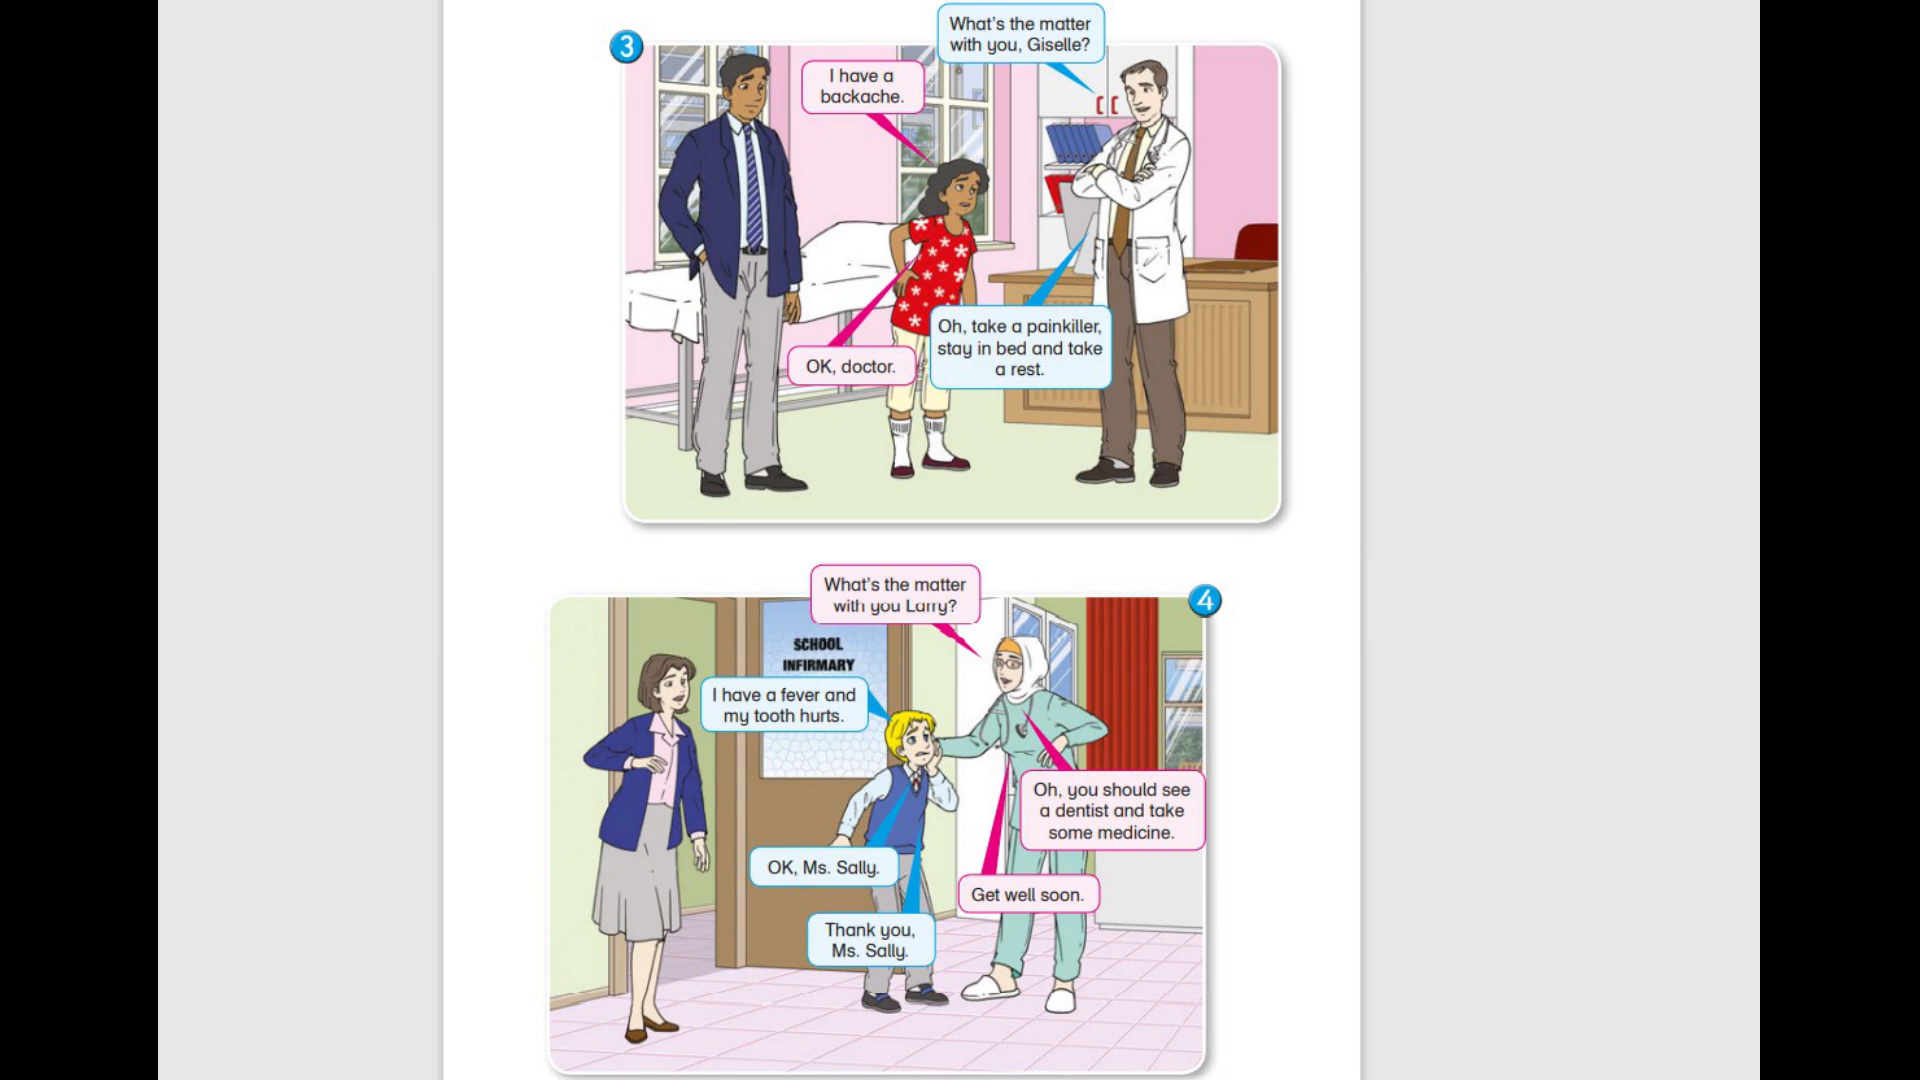 3
What's the matter
with you, Giselle?
I have a
backache.
Oh, take a painkiller,
stay in bed and take
a rest.
OK, doctor.
4
What's the matter
with you Larry?
SCHOOL
INFIRMARY
I have a fever and
my tooth hurts.
Oh, you should see
a dentist and take
some medicine.
OK, Ms. Sally.
Get well soon.
Thank you,
Ms. Sally.